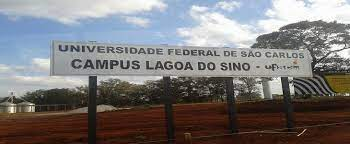 UNIVERSIDADE FEDERAL DE SÃO CARLOS
CAMPUS LAGOA DO SINO -